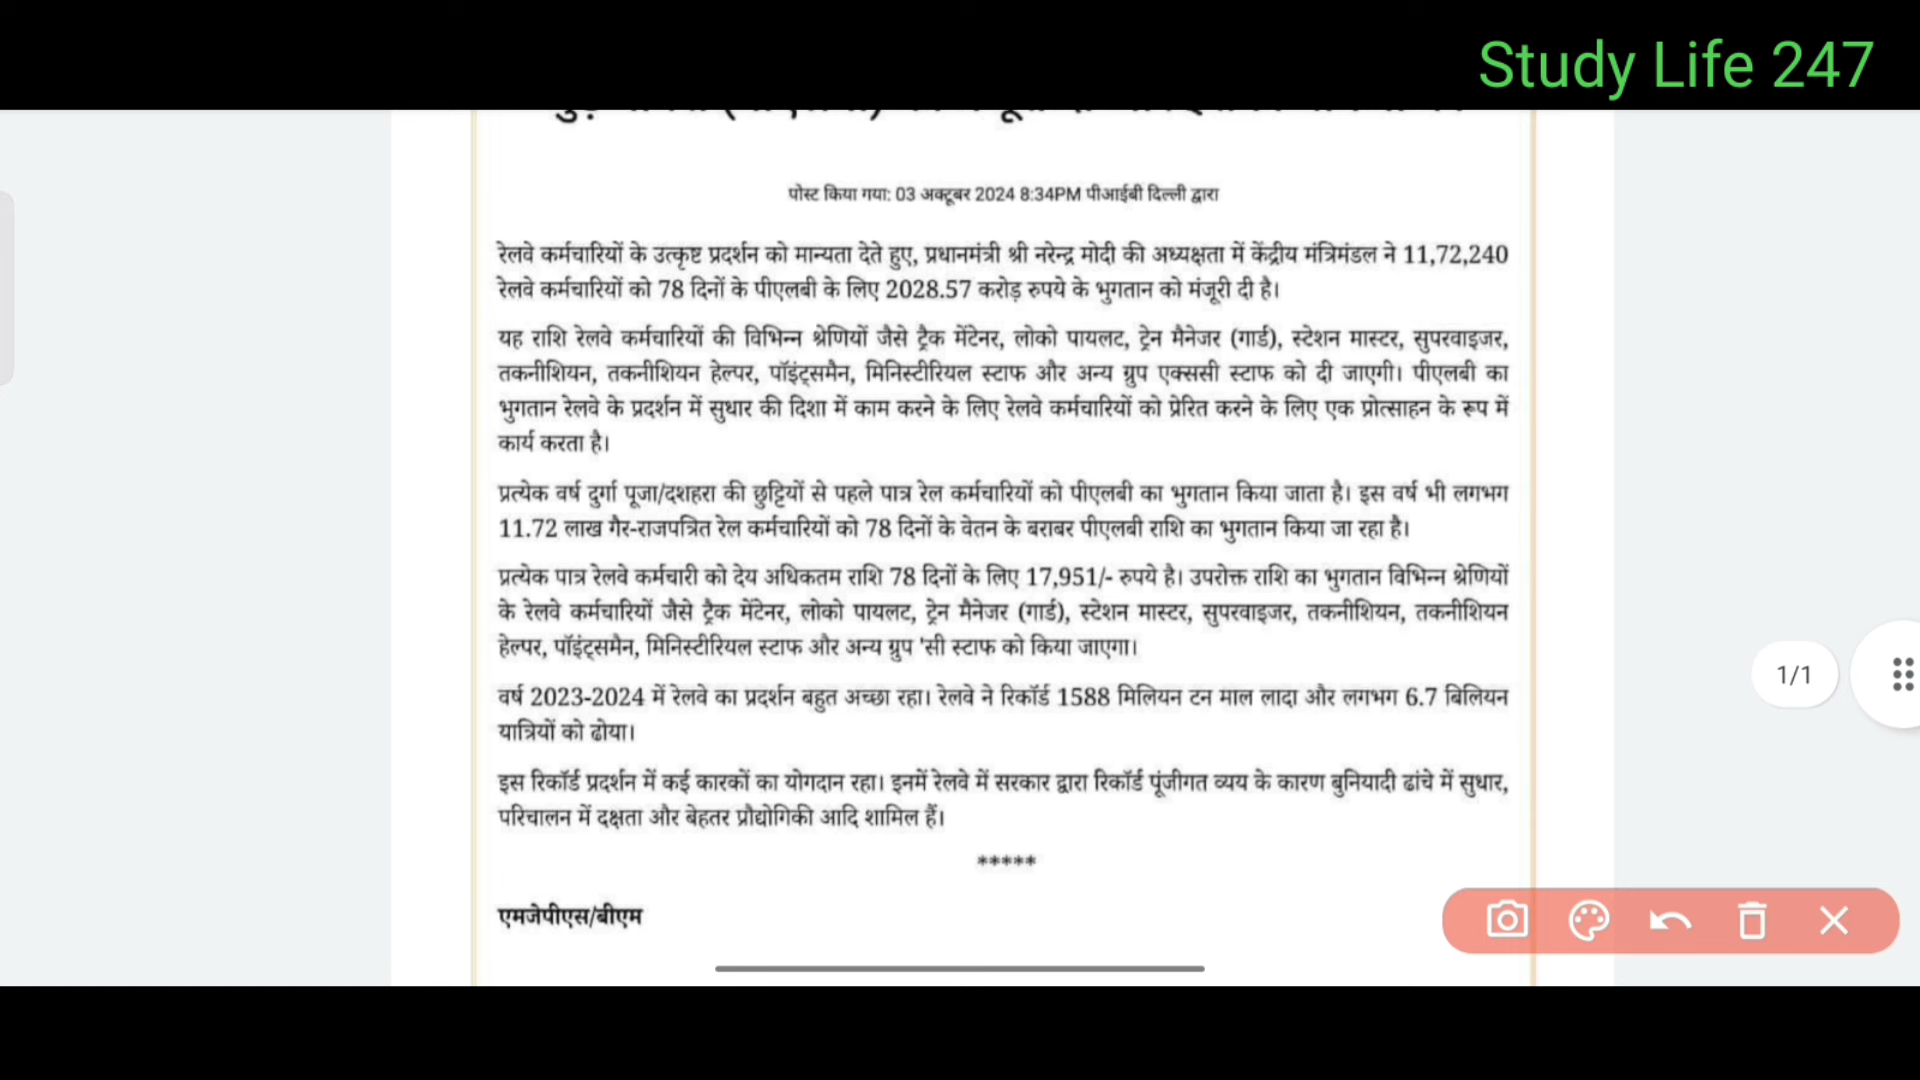 Study Life 247
पोस्ट किया गया: 03 अक्टूबर 2024 8:34PM पीआईबी दिल्ली द्वारा
रेलवे कर्मचारियों के उत्कृष्ट प्रदर्शन को मान्यता देते हुए, प्रधानमंत्री श्री नरेन्द्र मोदी की अध्यक्षता में केंद्रीय मंत्रिमंडल ने 11,72,240
रेलवे कर्मचारियों को 78 दिनों के पीएलबी के लिए 2028.57 करोड़ रुपये के भुगतान को मंजूरी दी है।
यह राशि रेलवे कर्मचारियों की विभिन्न श्रेणियों जैसे ट्रैक मेंटेनर, लोको पायलट, ट्रेन मैनेजर (गार्ड), स्टेशन मास्टर, सुपरवाइजर,
तकनीशियन, तकनीशियन हेल्पर, पॉइंट्समैन, मिनिस्टीरियल स्टाफ और अन्य ग्रुप एक्ससी स्टाफ को दी जाएगी। पीएलबी का
भुगतान रेलवे के प्रदर्शन में सुधार की दिशा में काम करने के लिए रेलवे कर्मचारियों को प्रेरित करने के लिए एक प्रोत्साहन के रूप में
कार्य करता है।
प्रत्येक वर्ष दुर्गा पूजा/दशहरा की छुट्टियों से पहले पात्र रेल कर्मचारियों को पीएलबी का भुगतान किया जाता है। इस वर्ष भी लगभग
11.72 लाख गैर-राजपत्रित रेल कर्मचारियों को 78 दिनों के वेतन के बराबर पीएलबी राशि का भुगतान किया जा रहा है।
प्रत्येक पात्र रेलवे कर्मचारी को देय अधिकतम राशि 78 दिनों के लिए 17,951/- रुपये है। उपरोक्त राशि का भुगतान विभिन्न श्रेणियों
के रेलवे कर्मचारियों जैसे ट्रैक मेंटेनर, लोको पायलट, ट्रेन मैनेजर (गार्ड), स्टेशन मास्टर, सुपरवाइजर, तकनीशियन, तकनीशियन
हेल्पर, पॉइंट्समैन, मिनिस्टीरियल स्टाफ और अन्य ग्रुप 'सी स्टाफ को किया जाएगा।
1/1
वर्ष 2023-2024 में रेलवे का प्रदर्शन बहुत अच्छा रहा। रेलवे ने रिकॉर्ड 1588 मिलियन टन माल लादा और लगभग 6.7 बिलियन
यात्रियों को ढोया।
इस रिकॉर्ड प्रदर्शन में कई कारकों का योगदान रहा। इनमें रेलवे में सरकार द्वारा रिकॉर्ड पूंजीगत व्यय के कारण बुनियादी ढांचे में सुधार,
परिचालन में दक्षता और बेहतर प्रौद्योगिकी आदि शामिल हैं।
*****
एमजेपीएस/बीएम